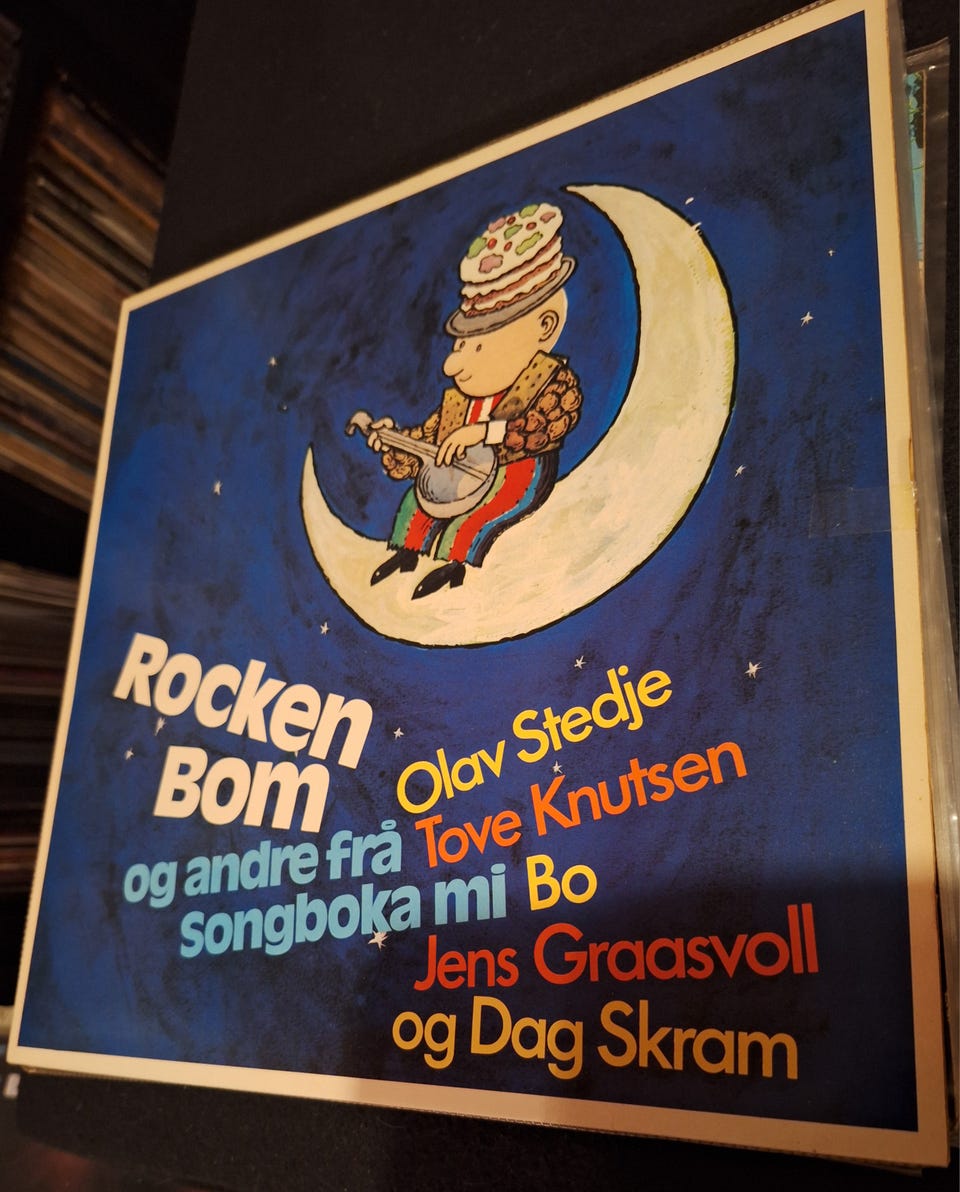 Rocken
Bom
og andre frå
songboka mi
Olav Stedje
Tove Knutsen
Bo
Jens Graasvoll
og Dag Skram